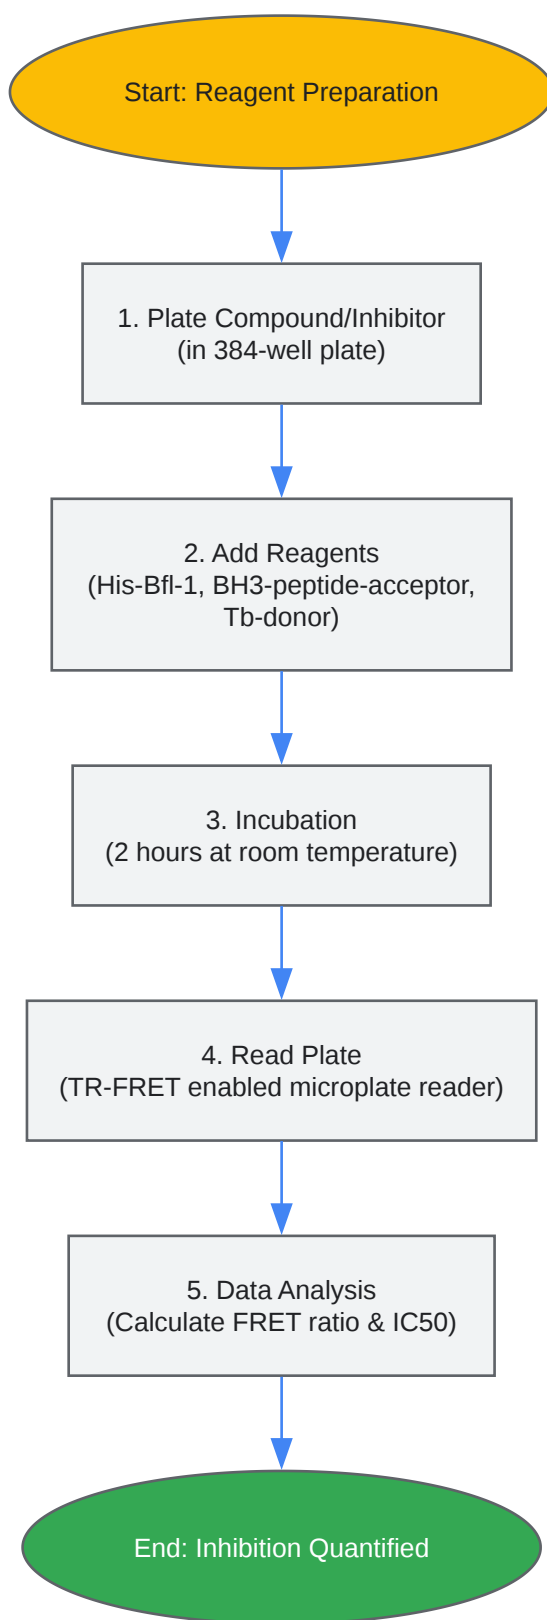 Start: Reagent Preparation
1. Plate Compound/Inhibitor
(in 384-well plate)
2. Add Reagents
(His-Bfl-1, BH3-peptide-acceptor,
Tb-donor)
3. Incubation
(2 hours at room temperature)
4. Read Plate
(TR-FRET enabled microplate reader)
5. Data Analysis
(Calculate FRET ratio & IC50)
End: Inhibition Quantified